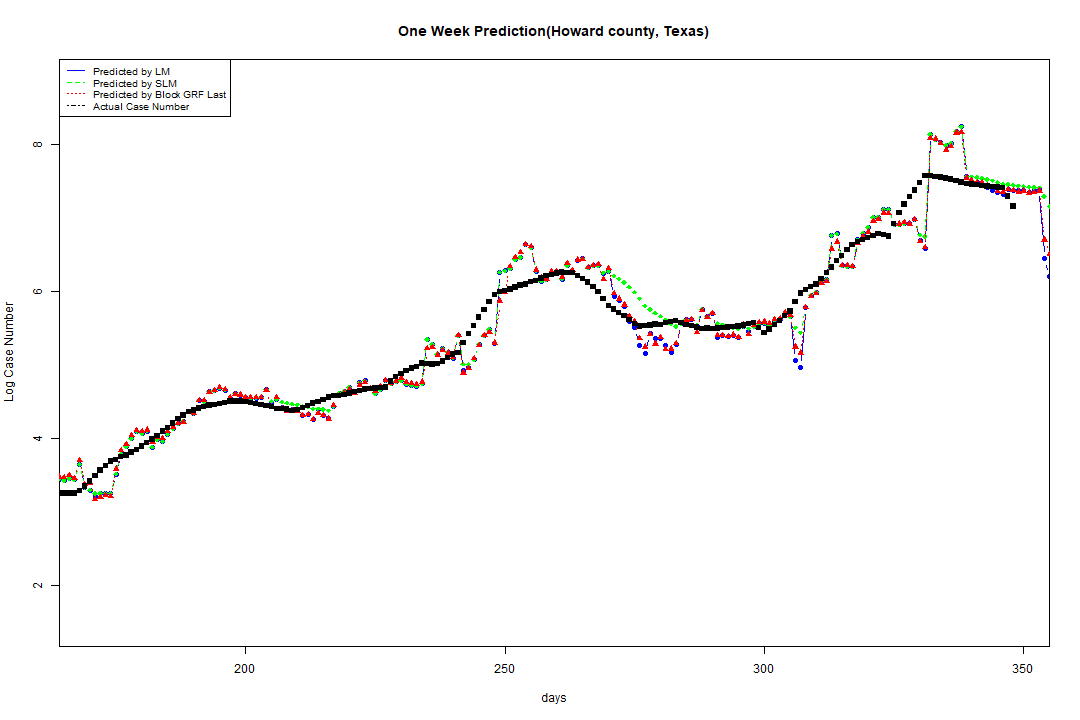 One Week Prediction(Howard county, Texas)
Predicted by LM
Predicted by SLM
Predicted by Block GRF Last
Actual Case Number
8
6
4
2
Log Case Number
200 250 300 350
days